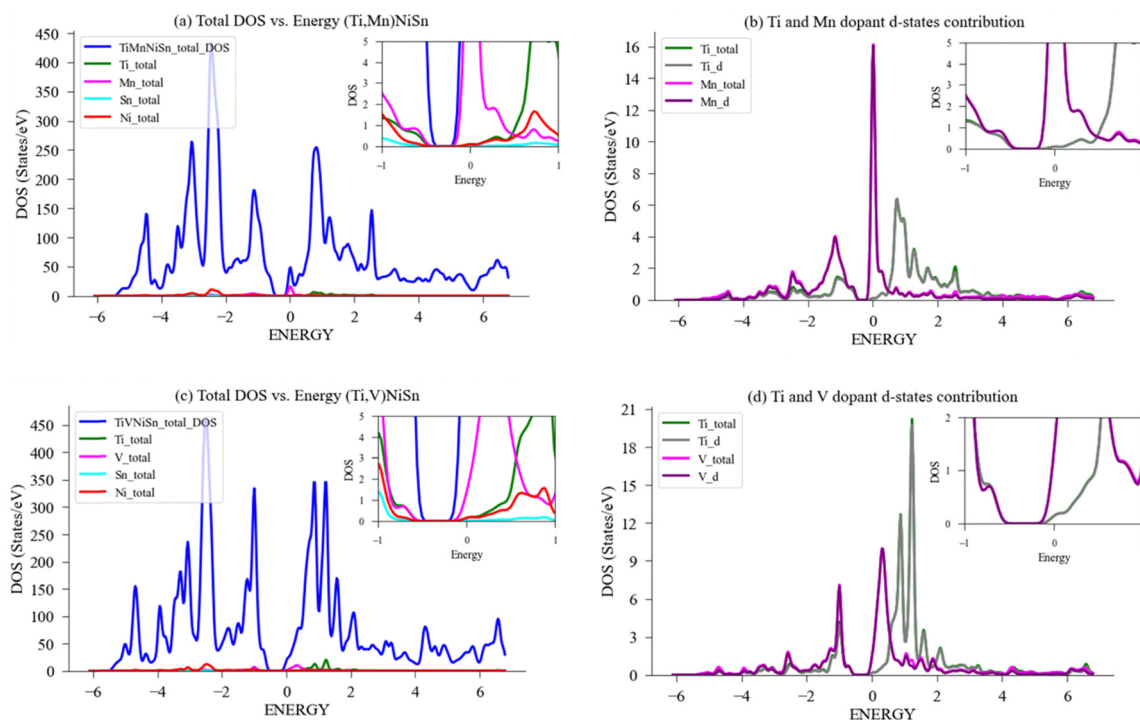 (a) Total DOS vs. Energy (Ti,Mn)NiSn
DOS (States/eV)
450
400
350
300
250
200
150
100
50
0
TiMnNiSn_total_DOS
Ti_total
Mn_total
Sn_total
Ni_total
DOS
5
4
3
2
1
0
−1
0
1
Energy
−6
−4
−2
0
2
4
6
ENERGY
(b) Ti and Mn dopant d-states contribution
DOS (States/eV)
16
14
12
10
8
6
4
2
0
Ti_total
Ti_d
Mn_total
Mn_d
DOS
5
4
3
2
1
0
−1
0
Energy
−6
−4
−2
0
2
4
6
ENERGY
(c) Total DOS vs. Energy (Ti,V)NiSn
DOS (States/eV)
450
400
350
300
250
200
150
100
50
0
TiVNiSn_total_DOS
Ti_total
V_total
Sn_total
Ni_total
DOS
5
4
3
2
1
0
−1
0
1
Energy
−6
−4
−2
0
2
4
6
ENERGY
(d) Ti and V dopant d-states contribution
DOS (States/eV)
21
18
15
12
9
6
3
0
Ti_total
Ti_d
V_total
V_d
DOS
2
1
0
−1
0
Energy
−6
−4
−2
0
2
4
6
ENERGY